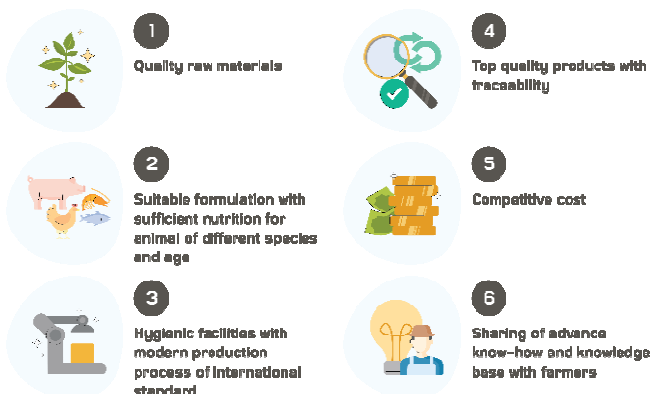 1
Quality raw materials
2
Suitable formulation with
sufficient nutrition for
animal of different species
and age
3
Hygienic facilities with
modern production
process of international
standard
4
Top quality products with
traceability
5
Competitive cost
6
Sharing of advance
know-how and knowledge
base with farmers